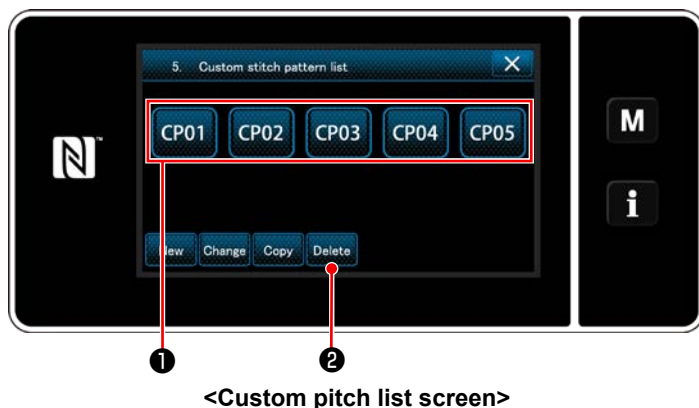 5. Custom stitch pattern list
CP01 CP02 CP03 CP04 CP05
M
i
New Change Copy Delete
❶ ❷
<Custom pitch list screen>